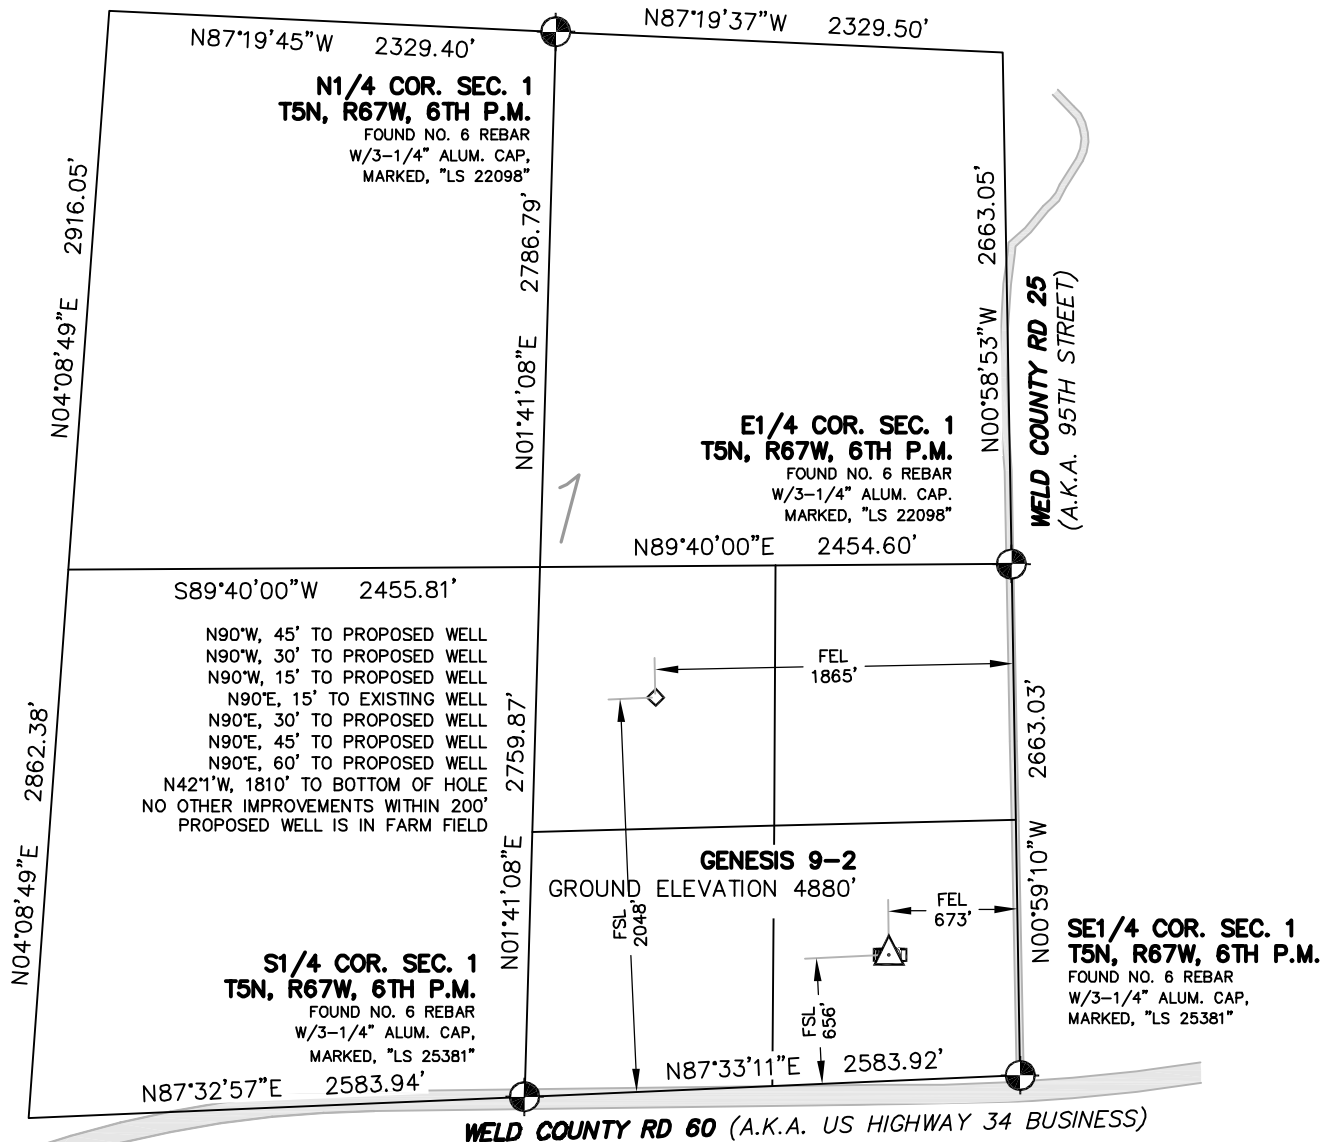 N87°19'45"W 2329.40'
N87°19'37"W 2329.50'
N1/4 COR. SEC. 1
T5N, R67W, 6TH P.M.
FOUND NO. 6 REBAR
W/3-1/4" ALUM. CAP,
MARKED, "LS 22098"
N04°08'49"E 2916.05'
N01°41'08"E 2786.79'
N00°58'53"W 2663.05'
WELD COUNTY RD 25
(A.K.A. 95TH STREET)
E1/4 COR. SEC. 1
T5N, R67W, 6TH P.M.
FOUND NO. 6 REBAR
W/3-1/4" ALUM. CAP.
MARKED, "LS 22098"
1
N89°40'00"E 2454.60'
S89°40'00"W 2455.81'
N90°W, 45' TO PROPOSED WELL
N90°W, 30' TO PROPOSED WELL
N90°W, 15' TO PROPOSED WELL
N90°E, 15' TO EXISTING WELL
N90°E, 30' TO PROPOSED WELL
N90°E, 45' TO PROPOSED WELL
N90°E, 60' TO PROPOSED WELL
N42°1'W, 1810' TO BOTTOM OF HOLE
NO OTHER IMPROVEMENTS WITHIN 200'
PROPOSED WELL IS IN FARM FIELD
FEL
1865'
N04°08'49"E 2862.38'
N01°41'08"E 2759.87'
N00°59'10"W 2663.03'
GENESIS 9-2
GROUND ELEVATION 4880'
FSL
2048'
FEL
673'
FSL
656'
SE1/4 COR. SEC. 1
T5N, R67W, 6TH P.M.
FOUND NO. 6 REBAR
W/3-1/4" ALUM. CAP,
MARKED, "LS 25381"
S1/4 COR. SEC. 1
T5N, R67W, 6TH P.M.
FOUND NO. 6 REBAR
W/3-1/4" ALUM. CAP,
MARKED, "LS 25381"
N87°32'57"E 2583.94'
N87°33'11"E 2583.92'
WELD COUNTY RD 60 (A.K.A. US HIGHWAY 34 BUSINESS)